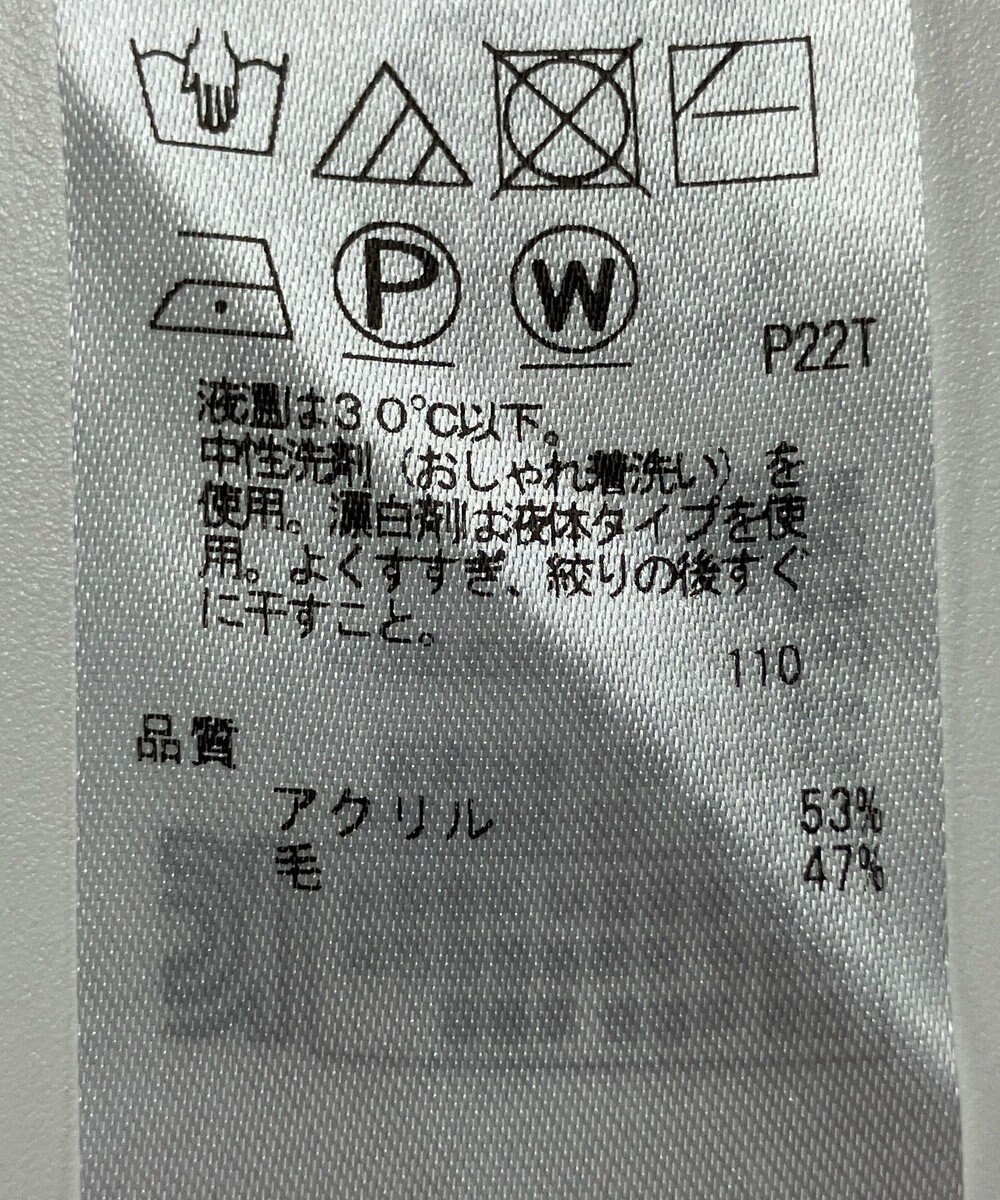 P
W
P22T
液温は30℃以下。
中性洗剤（おしゃれ着洗い）を
使用。漂白剤は液体タイプを使
用。よくすすぎ、絞りの後すぐ
に干すこと。
110
品質
アクリル 53%
毛 47%